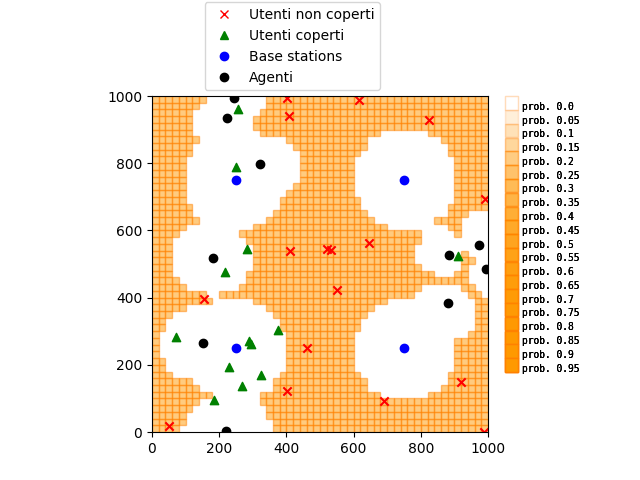 Utenti non coperti
Utenti coperti
Base stations
Agenti
1000
800
600
400
200
0
0
200
400
600
800
1000
prob. 0.0
prob. 0.05
prob. 0.1
prob. 0.15
prob. 0.2
prob. 0.25
prob. 0.3
prob. 0.35
prob. 0.4
prob. 0.45
prob. 0.5
prob. 0.55
prob. 0.6
prob. 0.65
prob. 0.7
prob. 0.75
prob. 0.8
prob. 0.85
prob. 0.9
prob. 0.95